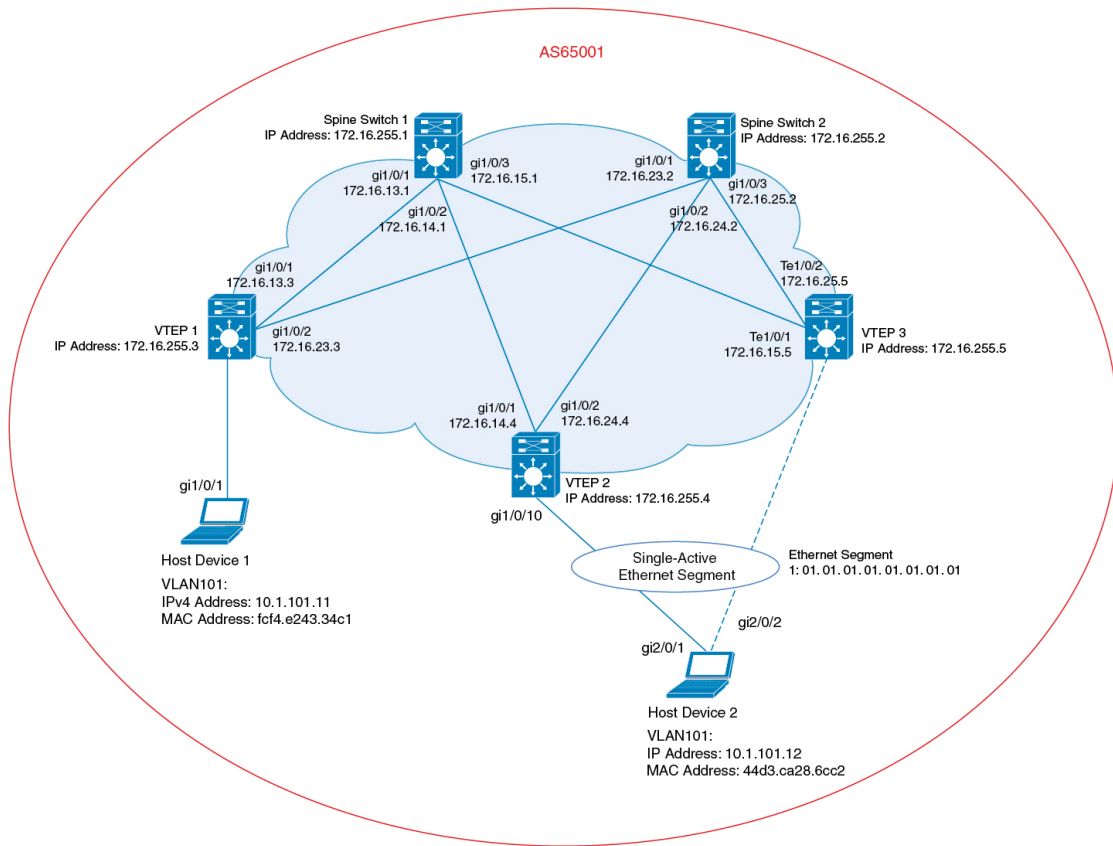 AS65001
Spine Switch 1
IP Address: 172.16.255.1
Spine Switch 2
IP Address: 172.16.255.2
gi1/0/1
172.16.13.1
gi1/0/3
172.16.15.1
gi1/0/2
172.16.14.1
gi1/0/1
172.16.23.2
gi1/0/3
172.16.25.2
gi1/0/2
172.16.24.2
gi1/0/1
172.16.13.3
Te1/0/2
172.16.25.5
VTEP 1
IP Address: 172.16.255.3
gi1/0/2
172.16.23.3
Te1/0/1
172.16.15.5
VTEP 3
IP Address: 172.16.255.5
gi1/0/1
172.16.14.4
gi1/0/2
172.16.24.4
VTEP 2
IP Address: 172.16.255.4
gi1/0/1
gi1/0/10
Host Device 1
VLAN101:
IPv4 Address: 10.1.101.11
MAC Address: fcf4.e243.34c1
Single-Active
Ethernet Segment
Ethernet Segment
1: 01. 01. 01. 01. 01. 01. 01. 01. 01
gi2/0/2
gi2/0/1
Host Device 2
VLAN101:
IP Address: 10.1.101.12
MAC Address: 44d3.ca28.6cc2